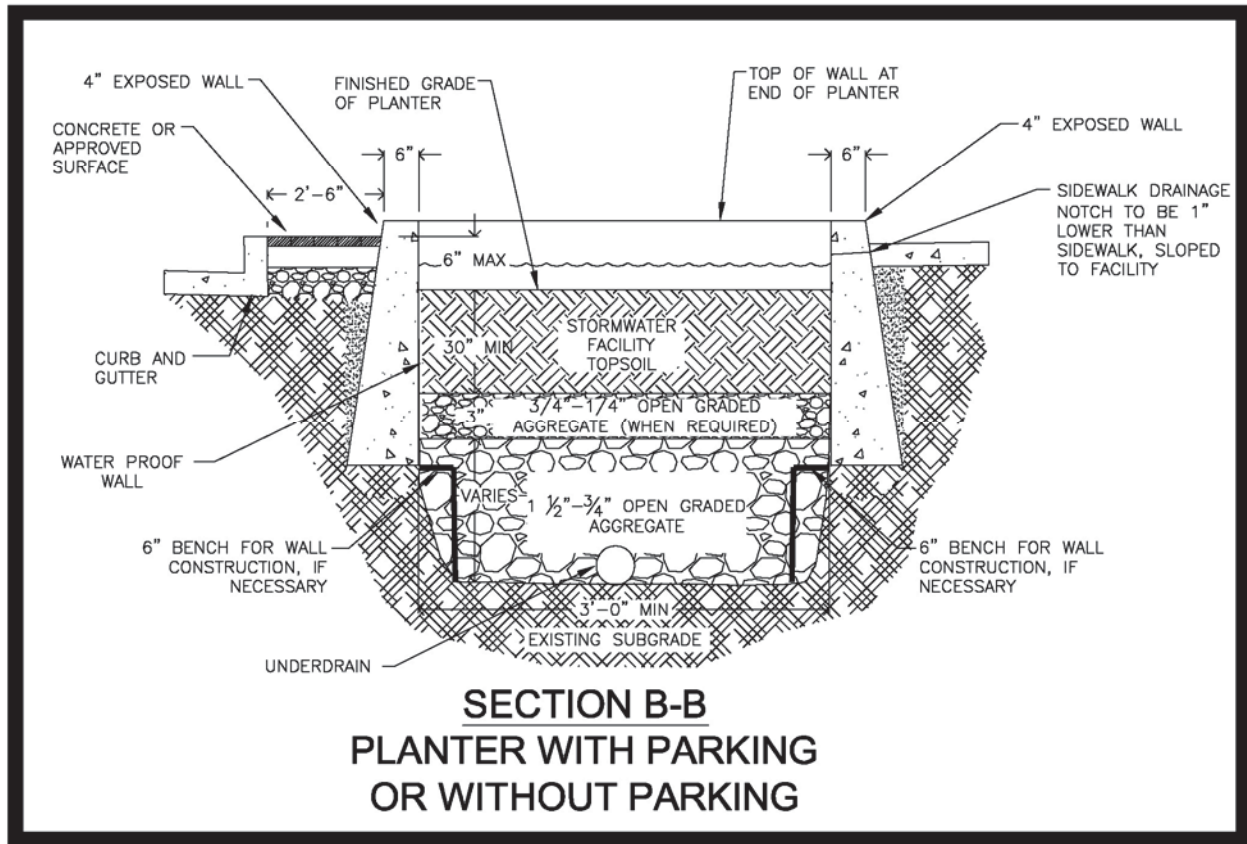 4" EXPOSED WALL
FINISHED GRADE
OF PLANTER
TOP OF WALL AT
END OF PLANTER
4" EXPOSED WALL
CONCRETE OR
APPROVED
SURFACE
6"
6"
2'-6"
SIDEWALK DRAINAGE
NOTCH TO BE 1"
LOWER THAN
SIDEWALK, SLOPED
TO FACILITY
6" MAX
STORMWATER
FACILITY
TOPSOIL
30" MIN
CURB AND
GUTTER
3"
3/4"-1/4" OPEN GRADED
AGGREGATE (WHEN REQUIRED)
WATER PROOF
WALL
VARIES
1 ½"-¾" OPEN GRADED
AGGREGATE
6" BENCH FOR WALL
CONSTRUCTION, IF
NECESSARY
6" BENCH FOR WALL
CONSTRUCTION, IF
NECESSARY
3'-0" MIN
EXISTING SUBGRADE
UNDERDRAIN
SECTION B-B
PLANTER WITH PARKING
OR WITHOUT PARKING